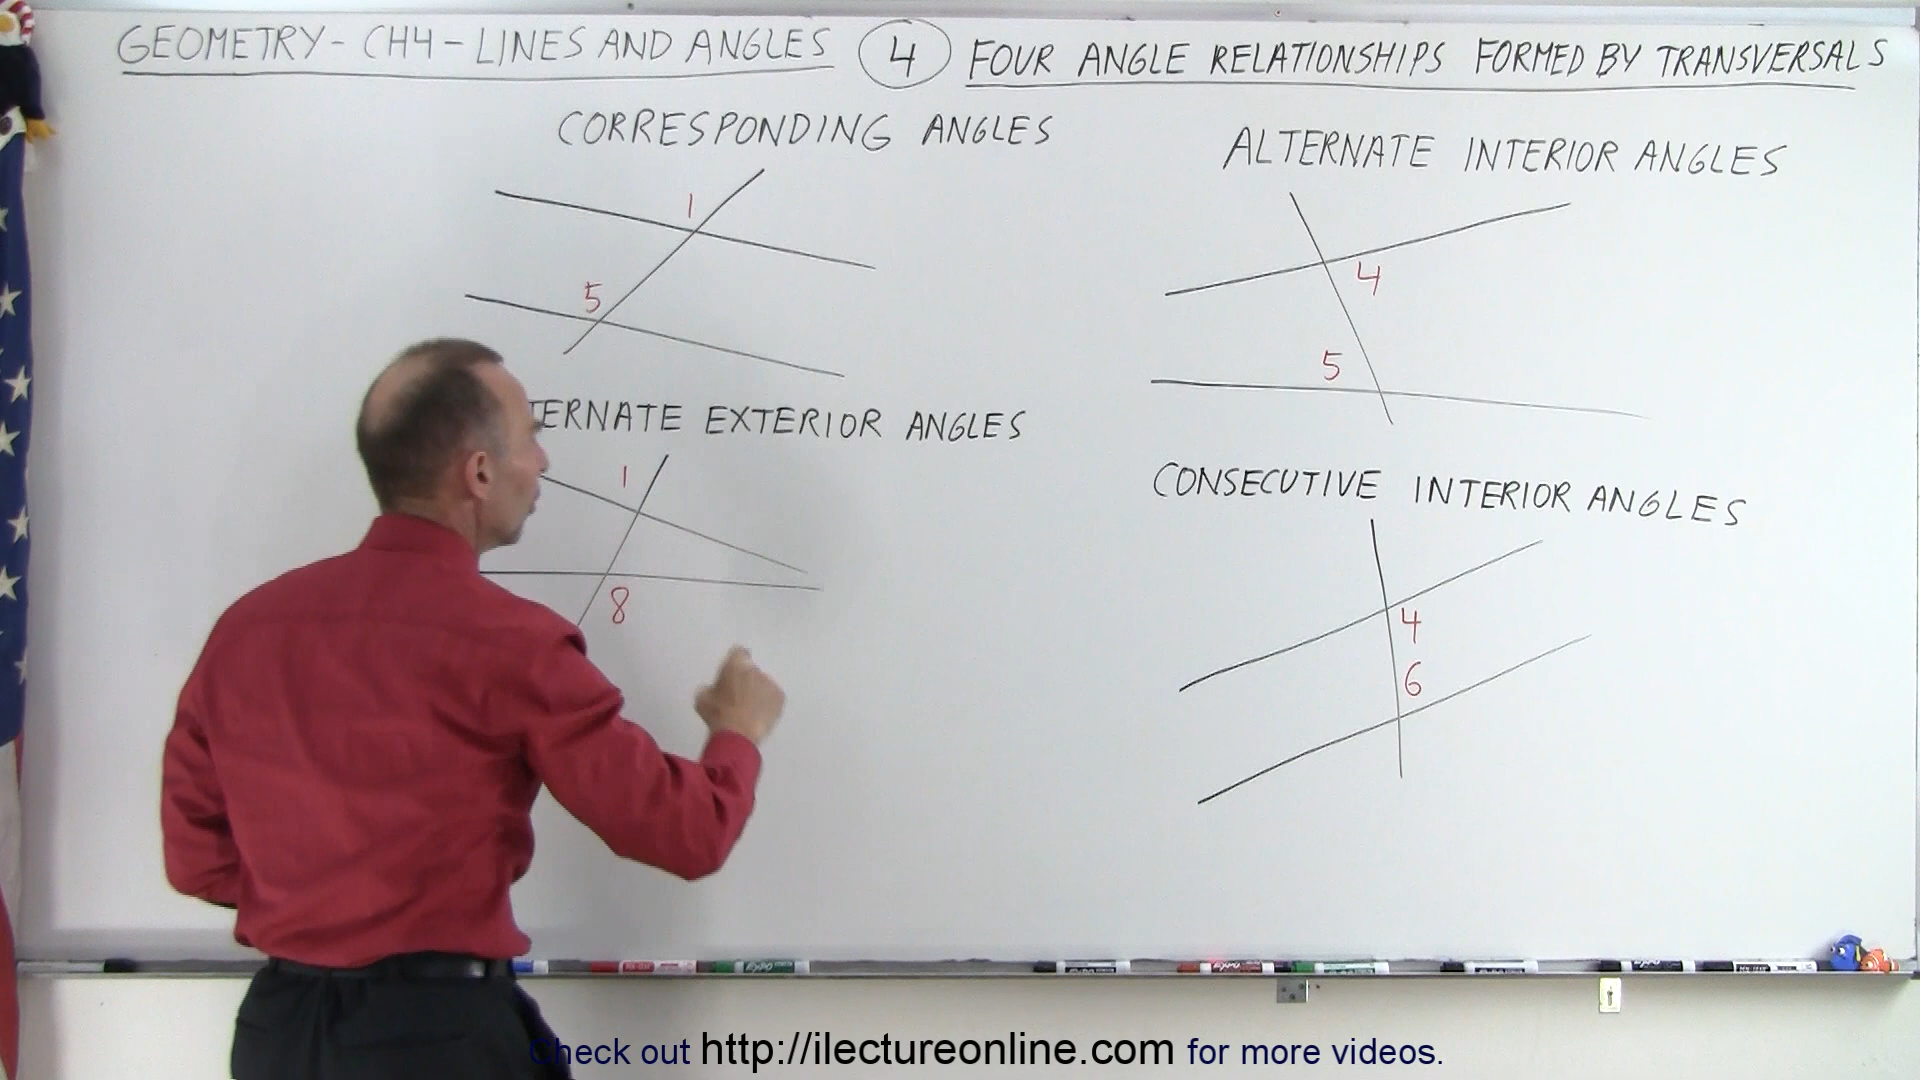 GEOMETRY - CH4 - LINES AND ANGLES 4 FOUR ANGLE RELATIONSHIPS FORMED BY TRANSVERSALS
CORRESPONDING ANGLES
1
5
ALTERNATE INTERIOR ANGLES
4
5
TERNATE EXTERIOR ANGLES
1
8
CONSECUTIVE INTERIOR ANGLES
4
6
Check out http://ilectureonline.com for more videos.